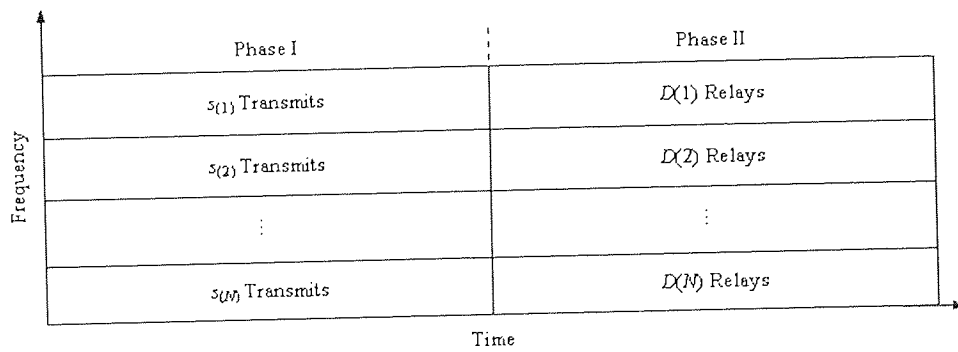 Phase I
Phase II
s(1) Transmits
D(1) Relays
s(2) Transmits
D(2) Relays
⋮
⋮
s(N) Transmits
D(N) Relays
Frequency
Time